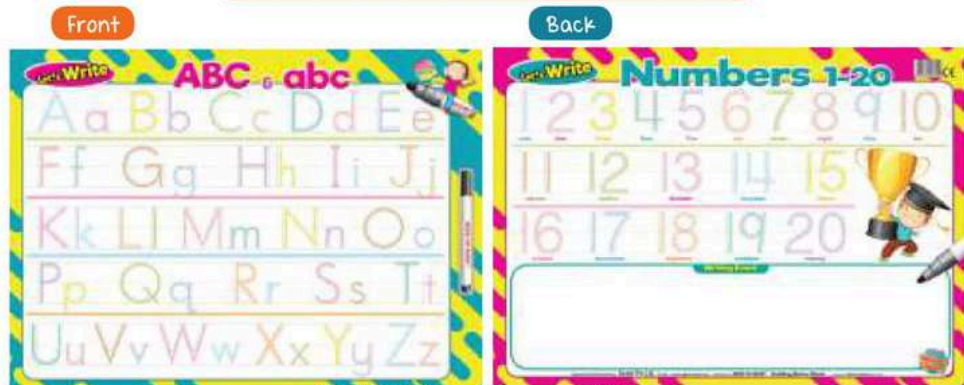 Front
Back
Let's Write
ABC & abc
Aa Bb Cc Dd Ee
Ff Gg Hh Ii Jj
Kk Ll Mm Nn Oo
Pp Qq Rr Ss Tt
Uu Vv Ww Xx Yy Zz
Let's Write
Numbers 1-20
CE
1 2 3 4 5 6 7 8 9 10
11 12 13 14 15
16 17 18 19 20
Writing Board